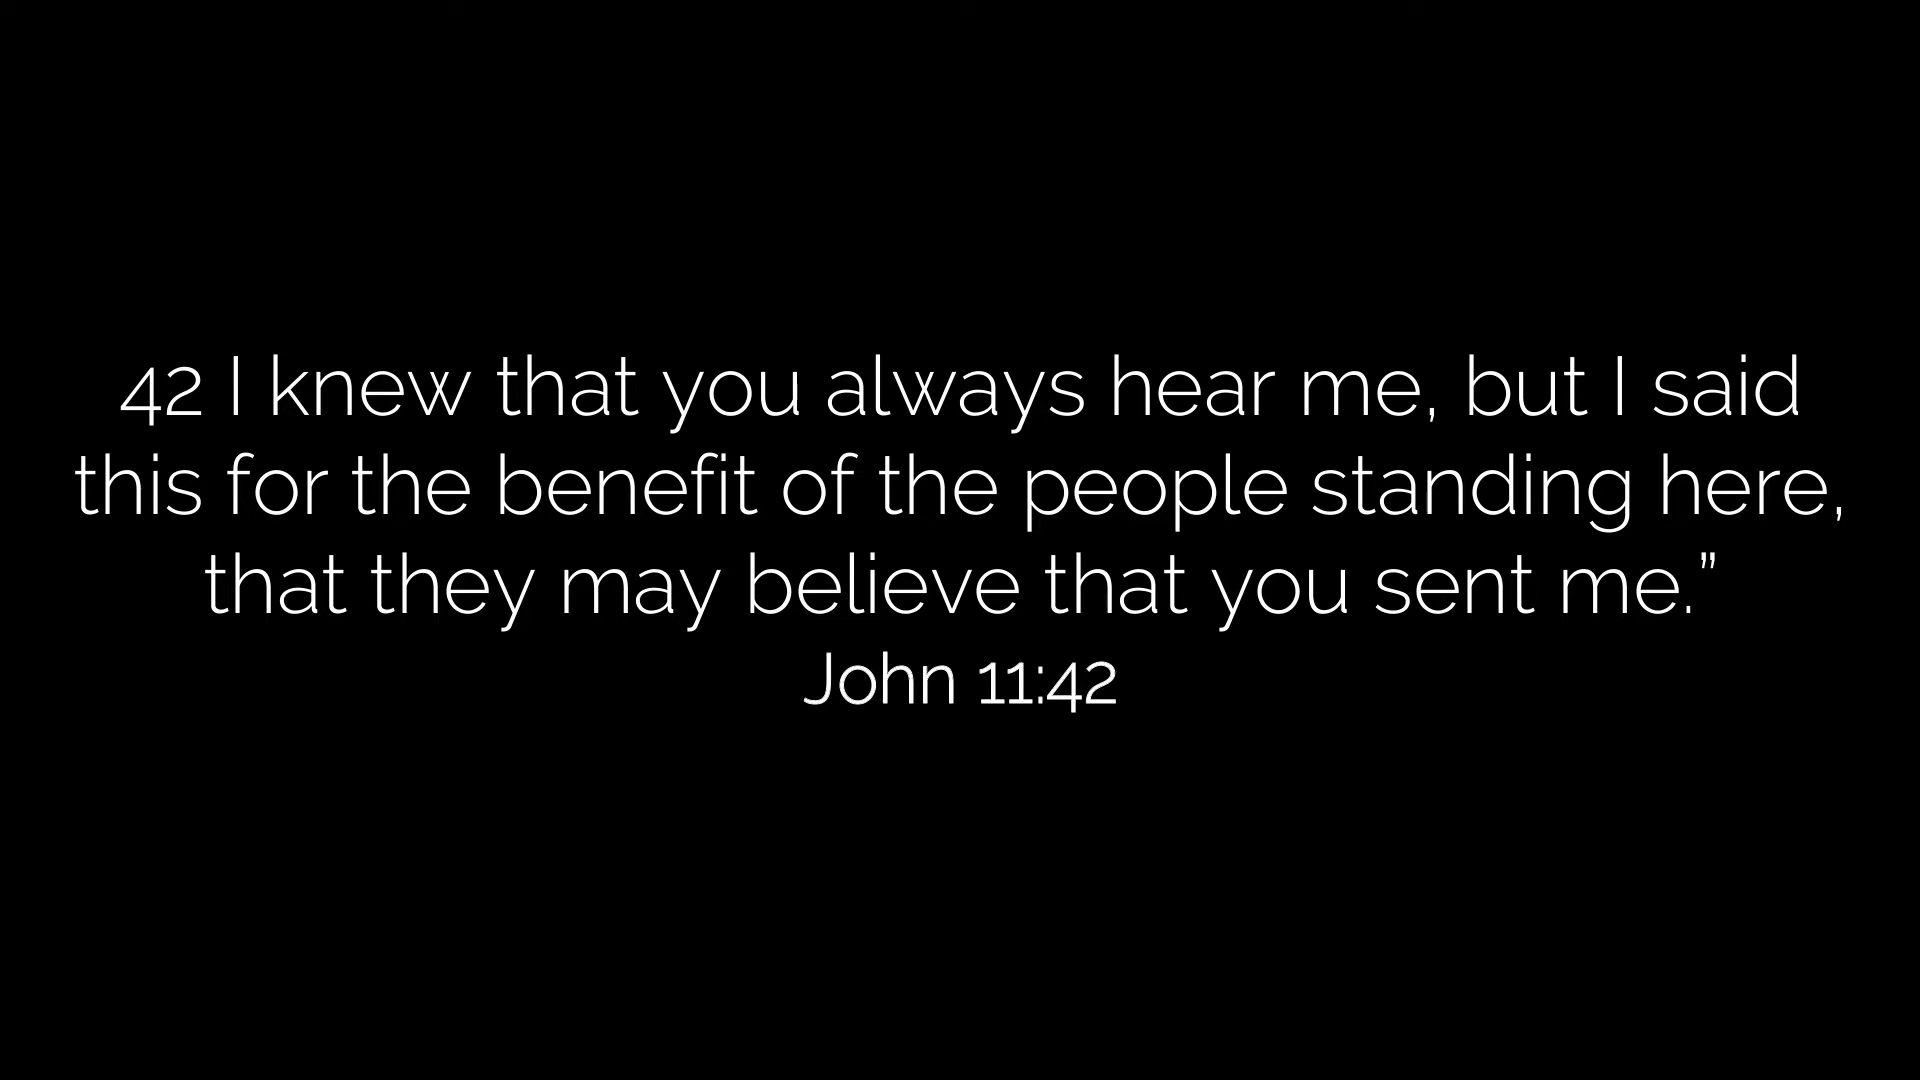 42 I knew that you always hear me, but I said
this for the benefit of the people standing here,
that they may believe that you sent me.”
John 11:42